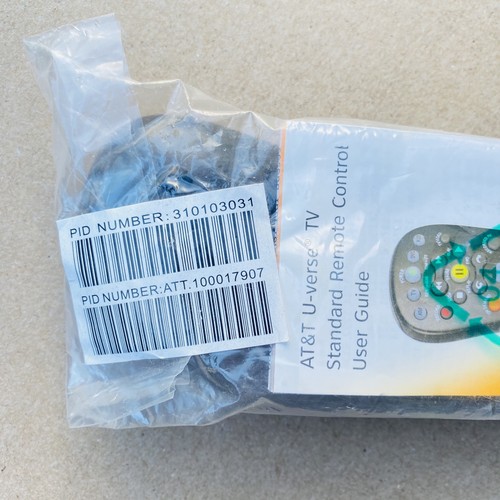 PID NUMBER: 310103031
PID NUMBER:ATT.100017907
AT&T U-verse® TV
Standard Remote Control
User Guide